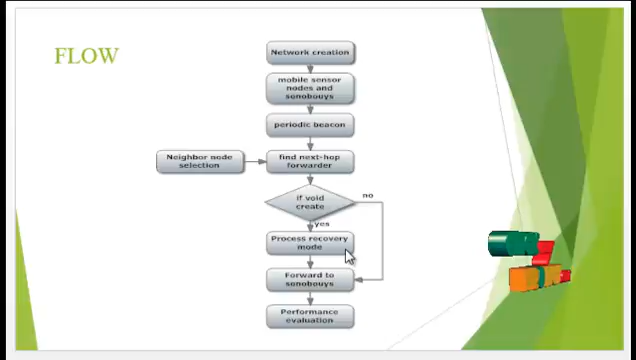 FLOW
Network creation
mobile sensor
nodes and
sonobouys
periodic beacon
Neighbor node
selection
find next-hop
forwarder
if void
create
no
yes
Process recovery
mode
Forward to
sonobouys
Performance
evaluation